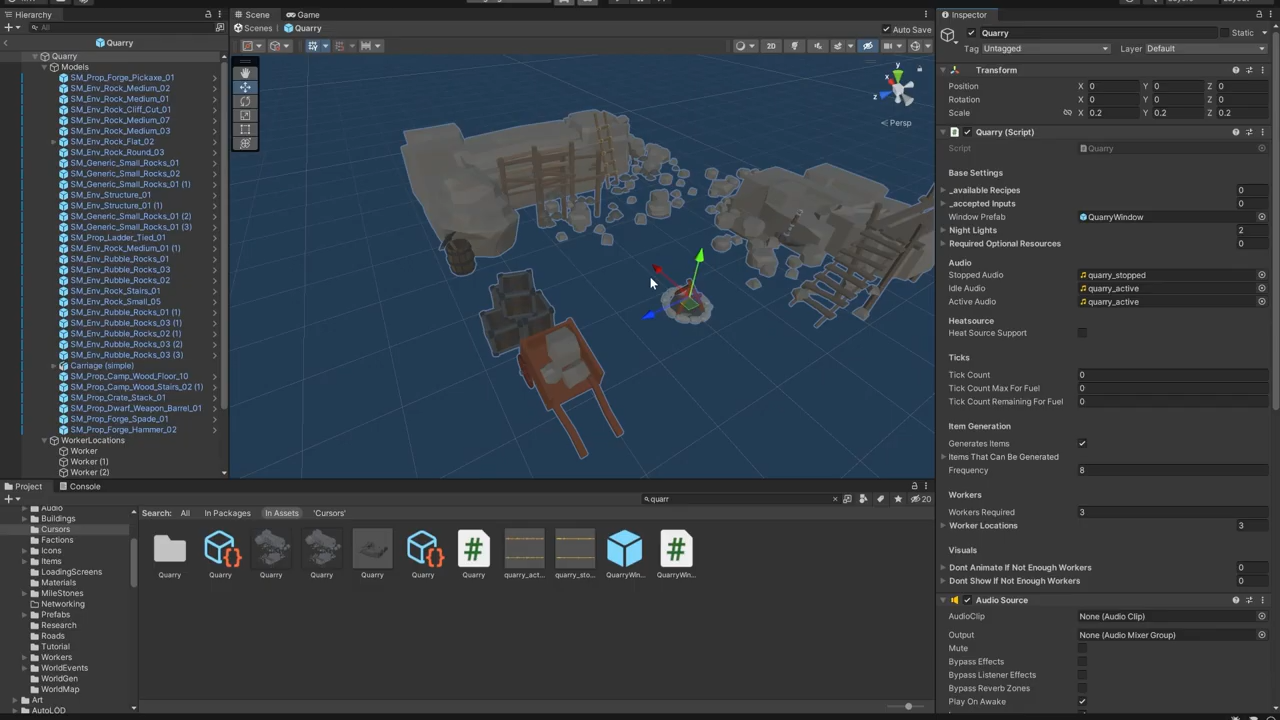 Hierarchy
Scene
Game
Inspector
All
Scenes
Quarry
Auto Save
Quarry
Static
Tag
Untagged
Layer
Default
Quarry
2D
Quarry
Models
SM_Prop_Forge_Pickaxe_01
SM_Env_Rock_Medium_02
SM_Env_Rock_Medium_01
SM_Env_Rock_Cliff_Cut_01
SM_Env_Rock_Medium_07
SM_Env_Rock_Medium_03
SM_Env_Rock_Flat_02
SM_Env_Rock_Round_03
SM_Generic_Small_Rocks_01
SM_Generic_Small_Rocks_02
SM_Generic_Small_Rocks_01 (1)
SM_Env_Structure_01
SM_Env_Structure_01 (1)
SM_Generic_Small_Rocks_01 (2)
SM_Generic_Small_Rocks_01 (3)
SM_Prop_Ladder_Tied_01
SM_Env_Rock_Medium_01 (1)
SM_Env_Rubble_Rocks_01
SM_Env_Rubble_Rocks_03
SM_Env_Rubble_Rocks_02
SM_Env_Rock_Stairs_01
SM_Env_Rock_Small_05
SM_Env_Rubble_Rocks_01 (1)
SM_Env_Rubble_Rocks_03 (1)
SM_Env_Rubble_Rocks_02 (1)
SM_Env_Rubble_Rocks_03 (2)
SM_Env_Rubble_Rocks_03 (3)
Carriage (simple)
SM_Prop_Camp_Wood_Floor_10
SM_Prop_Camp_Wood_Stairs_02 (1)
SM_Prop_Crate_Stack_01
SM_Prop_Dwarf_Weapon_Barrel_01
SM_Prop_Forge_Spade_01
SM_Prop_Forge_Hammer_02
WorkerLocations
Worker
Worker (1)
Worker (2)
y
x
z
Persp
Transform
Position X 0 Y 0 Z 0
Rotation X 0 Y 0 Z 0
Scale X 0.2 Y 0.2 Z 0.2
Quarry (Script)
Script Quarry
Base Settings
_available Recipes 0
_accepted Inputs 0
Window Prefab QuarryWindow
Night Lights 2
Required Optional Resources 0
Audio
Stopped Audio quarry_stopped
Idle Audio quarry_active
Active Audio quarry_active
Heatsource
Heat Source Support
Ticks
Tick Count 0
Tick Count Max For Fuel 0
Tick Count Remaining For Fuel 0
Item Generation
Generates Items
Items That Can Be Generated
Frequency 8
Workers
Workers Required 3
Worker Locations 3
Visuals
Dont Animate If Not Enough Workers 0
Dont Show If Not Enough Workers 0
Audio Source
AudioClip None (Audio Clip)
Output None (Audio Mixer Group)
Mute
Bypass Effects
Bypass Listener Effects
Bypass Reverb Zones
Play On Awake
Project
Console
quarr
20
Search: All In Packages In Assets 'Cursors'
Audio
Buildings
Cursors
Factions
Icons
Items
LoadingScreens
Materials
MileStones
Networking
Prefabs
Research
Roads
Tutorial
Workers
WorldEvents
WorldGen
WorldMap
Art
AutoLOD
Quarry Quarry Quarry Quarry Quarry Quarry Quarry quarry_act... quarry_sto... QuarryWin... QuarryWin...